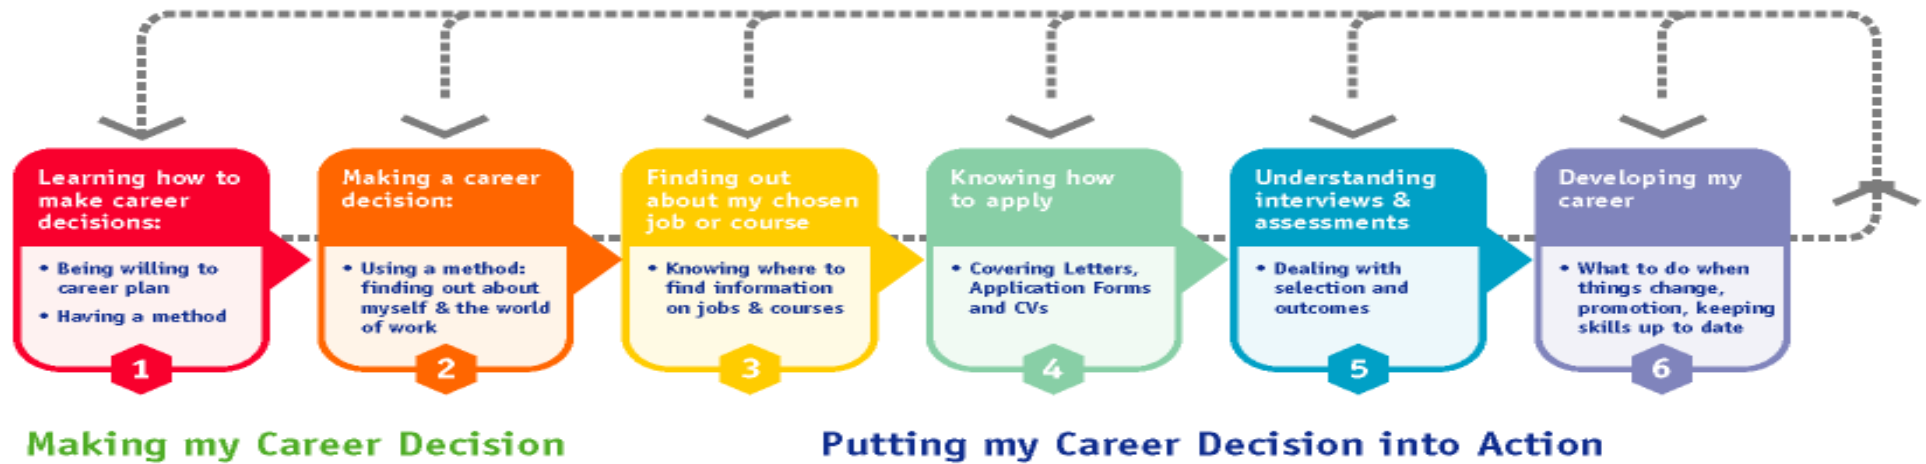 Learning how to
make career
decisions:
• Being willing to
career plan
• Having a method
1
Making a career
decision:
• Using a method:
finding out about
myself & the world
of work
2
Finding out
about my chosen
job or course
• Knowing where to
find information
on jobs & courses
3
Knowing how
to apply
• Covering Letters,
Application Forms
and CVs
4
Understanding
interviews &
assessments
• Dealing with
selection and
outcomes
5
Developing my
career
• What to do when
things change,
promotion, keeping
skills up to date
6
Making my Career Decision
Putting my Career Decision into Action